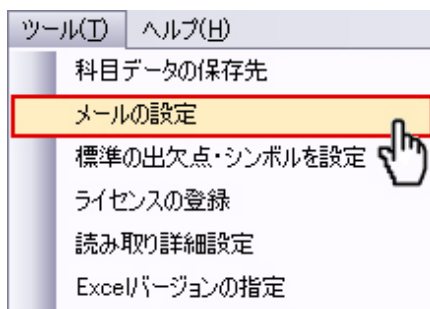 ツール(T) ヘルプ(H)
科目データの保存先
メールの設定
標準の出欠点・シンボルを設定
ライセンスの登録
読み取り詳細設定
Excelバージョンの指定